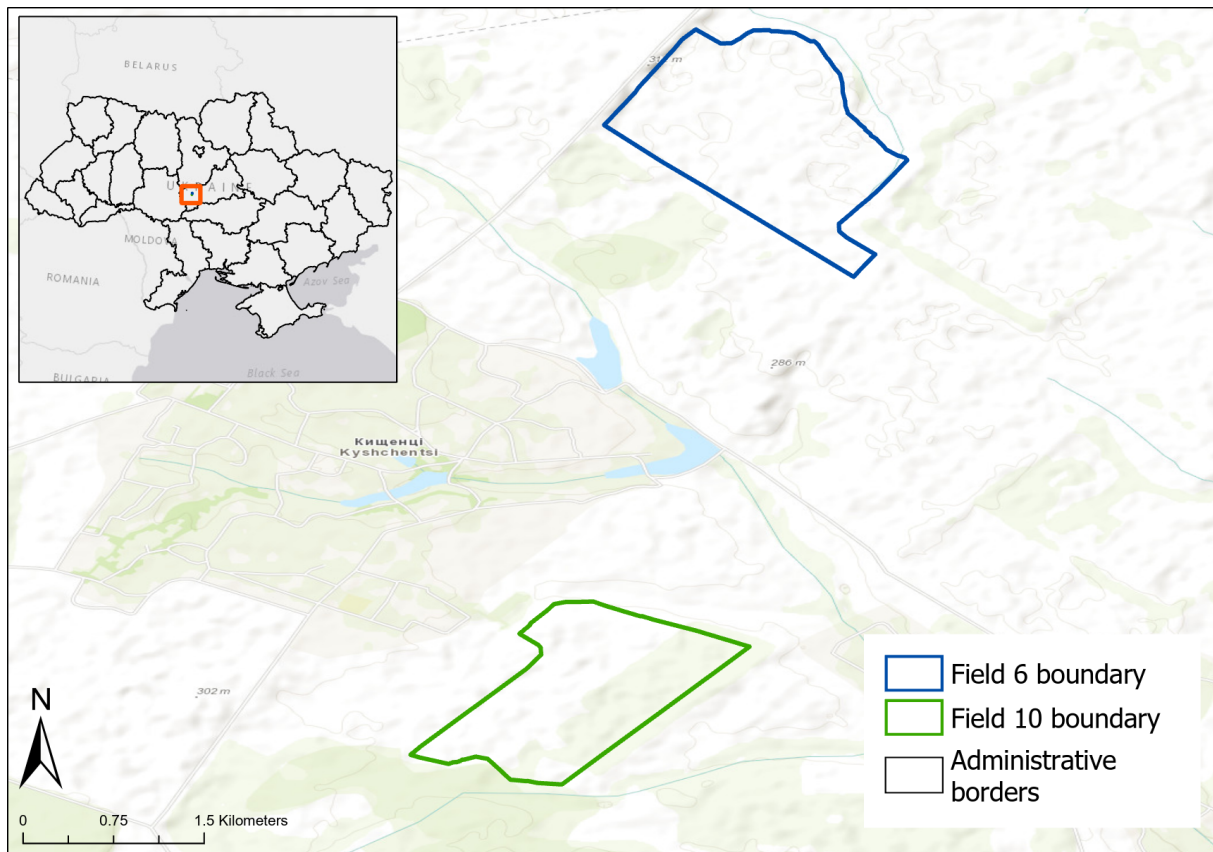 BELARUS
UKRAINE
MOLDOVA
ROMANIA
Azov Sea
Black Sea
BULGARIA
286 m
Кищенці
Kyshchentsi
302 m
N
0 0.75 1.5 Kilometers
Field 6 boundary
Field 10 boundary
Administrative
borders